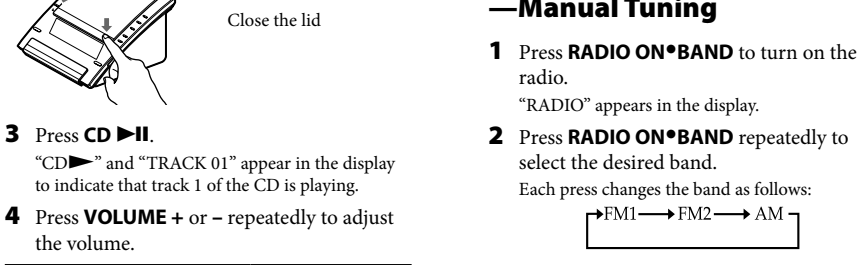 Close the lid
3 Press CD ►II.
“CD►” and “TRACK 01” appear in the display
to indicate that track 1 of the CD is playing.
4 Press VOLUME + or – repeatedly to adjust
the volume.
—Manual Tuning
1 Press RADIO ON•BAND to turn on the
radio.
“RADIO” appears in the display.
2 Press RADIO ON•BAND repeatedly to
select the desired band.
Each press changes the band as follows:
→FM1→FM2→AM